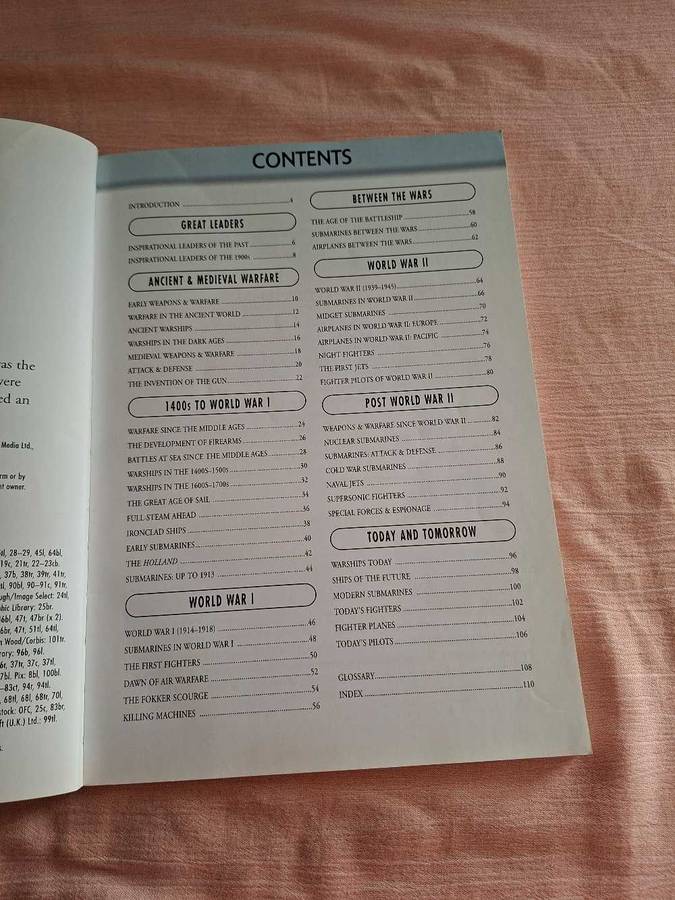 as the
were
ed an
Media Ltd.,
rm or by
t owner.
CONTENTS
INTRODUCTION 4
GREAT LEADERS
INSPIRATIONAL LEADERS OF THE PAST 6
INSPIRATIONAL LEADERS OF THE 1900s 8
ANCIENT & MEDIEVAL WARFARE
EARLY WEAPONS & WARFARE 10
WARFARE IN THE ANCIENT WORLD 12
ANCIENT WARSHIPS 14
WARSHIPS IN THE DARK AGES 16
MEDIEVAL WEAPONS & WARFARE 18
ATTACK & DEFENSE 20
THE INVENTION OF THE GUN 22
1400s TO WORLD WAR I
WARFARE SINCE THE MIDDLE AGES 24
THE DEVELOPMENT OF FIREARMS 26
BATTLES AT SEA SINCE THE MIDDLE AGES 28
WARSHIPS IN THE 1400S-1500S 30
WARSHIPS IN THE 1600S-1700S 32
THE GREAT AGE OF SAIL 34
FULL-STEAM AHEAD 36
IRONCLAD SHIPS 38
EARLY SUBMARINES 40
THE HOLLAND 42
SUBMARINES: UP TO 1913 44
WORLD WAR I
WORLD WAR I (1914–1918) 46
SUBMARINES IN WORLD WAR I 48
THE FIRST FIGHTERS 50
DAWN OF AIR WARFARE 52
THE FOKKER SCOURGE 54
KILLING MACHINES 56
BETWEEN THE WARS
THE AGE OF THE BATTLESHIP 58
SUBMARINES BETWEEN THE WARS 60
AIRPLANES BETWEEN THE WARS 62
WORLD WAR II
WORLD WAR II (1939–1945) 64
SUBMARINES IN WORLD WAR II 66
MIDGET SUBMARINES 70
AIRPLANES IN WORLD WAR II: EUROPE 72
AIRPLANES IN WORLD WAR II: PACIFIC 74
NIGHT FIGHTERS 76
THE FIRST JETS 78
FIGHTER PILOTS OF WORLD WAR II 80
POST WORLD WAR II
WEAPONS & WARFARE SINCE WORLD WAR II 82
NUCLEAR SUBMARINES 84
SUBMARINES: ATTACK & DEFENSE 86
COLD WAR SUBMARINES 88
NAVAL JETS 90
SUPERSONIC FIGHTERS 92
SPECIAL FORCES & ESPIONAGE 94
TODAY AND TOMORROW
WARSHIPS TODAY 96
SHIPS OF THE FUTURE 98
MODERN SUBMARINES 100
TODAY'S FIGHTERS 102
FIGHTER PLANES 104
TODAY'S PILOTS 106
GLOSSARY 108
INDEX 110